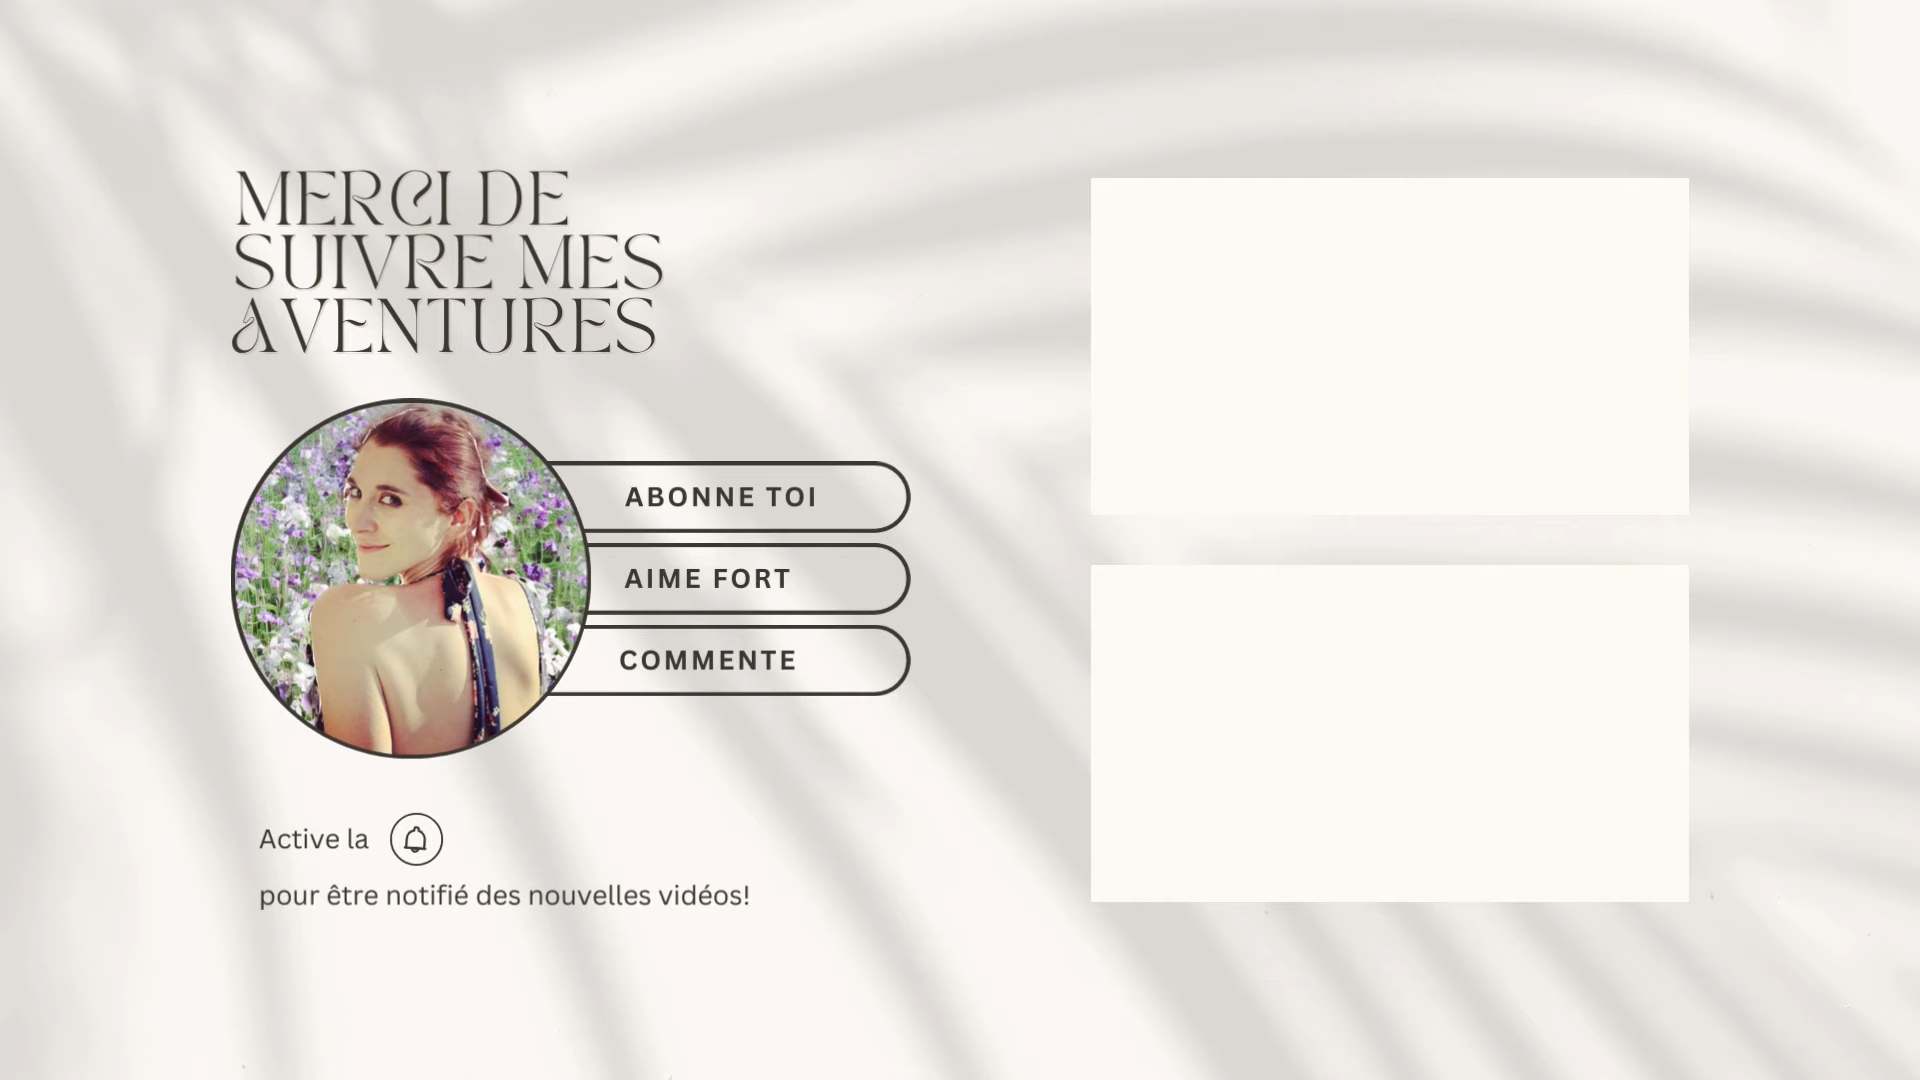 MERCI DE
SUIVRE MES
AVENTURES
ABONNE TOI
AIME FORT
COMMENTE
Active la
pour être notifié des nouvelles vidéos!